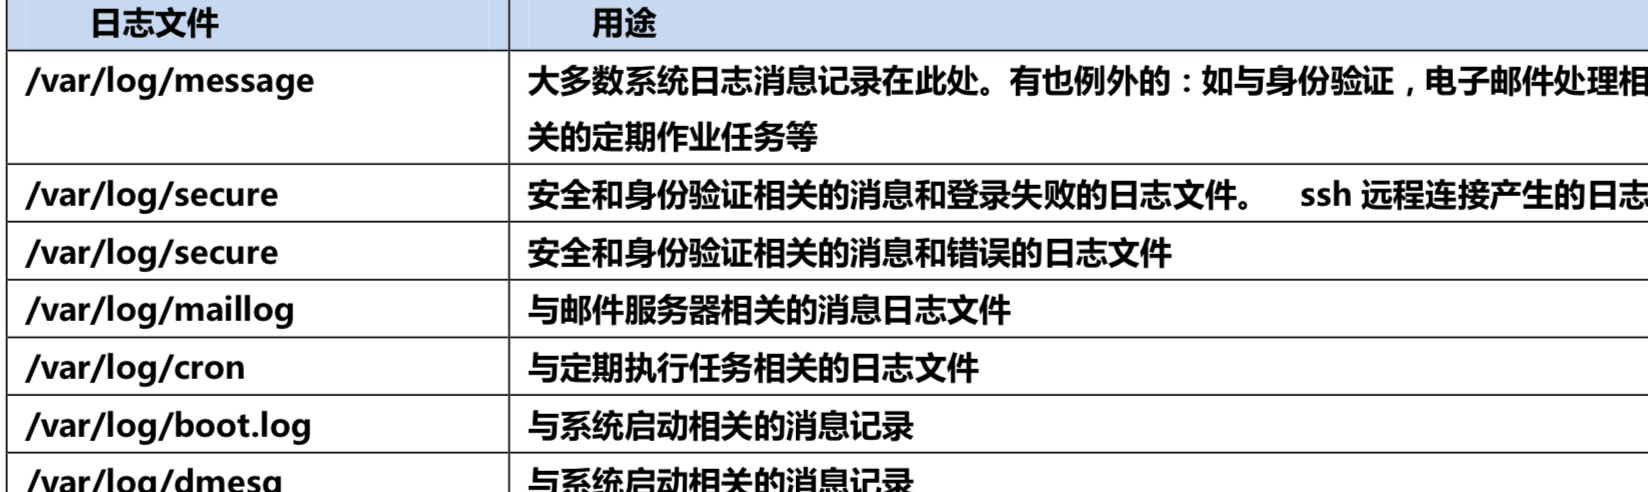 日志文件 用途
/var/log/message 大多数系统日志消息记录在此处。有也例外的：如与身份验证，电子邮件处理相
关的定期作业任务等
/var/log/secure 安全和身份验证相关的消息和登录失败的日志文件。 ssh 远程连接产生的日志
/var/log/secure 安全和身份验证相关的消息和错误的日志文件
/var/log/maillog 与邮件服务器相关的消息日志文件
/var/log/cron 与定期执行任务相关的日志文件
/var/log/boot.log 与系统启动相关的消息记录
/var/log/dmesg 与系统启动相关的消息记录